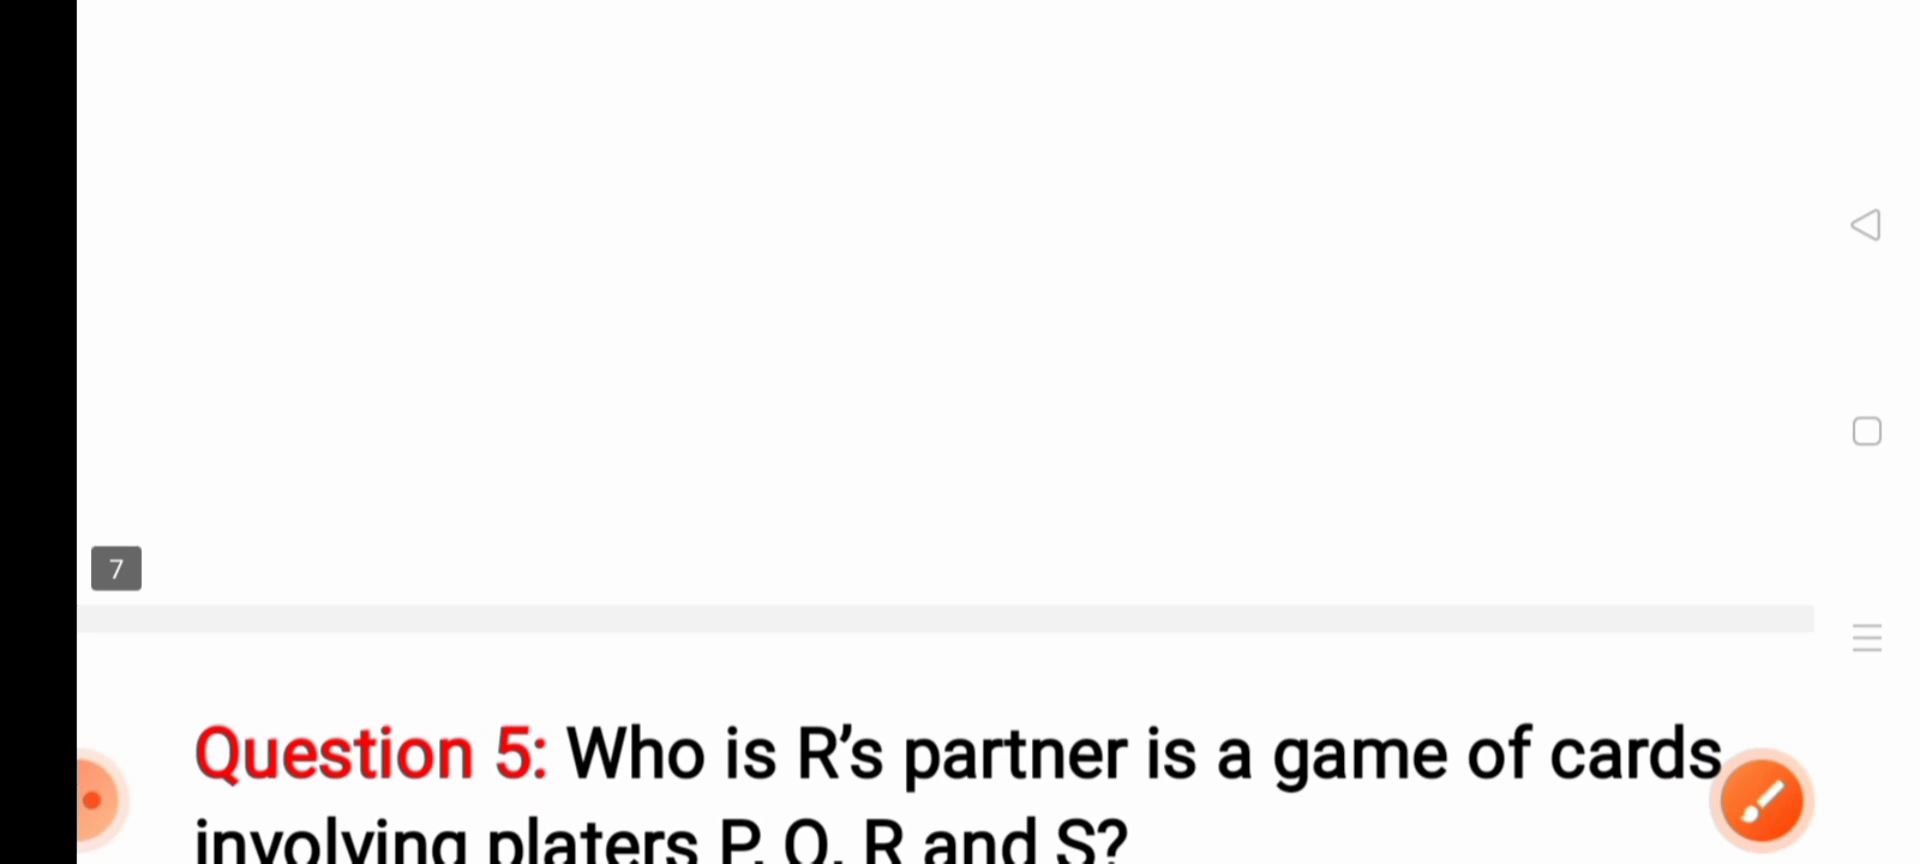 7
Question 5: Who is R’s partner is a game of cards
involving platers P, Q, R and S?